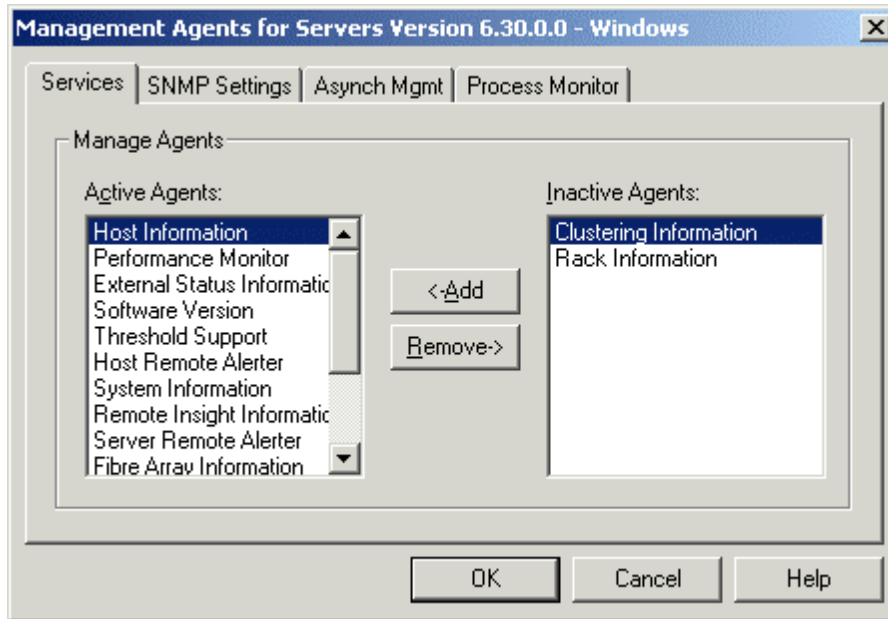 Management Agents for Servers Version 6.30.0.0 - Windows
Services
SNMP Settings
Asynch Mgmt
Process Monitor
Manage Agents
Active Agents:
Inactive Agents:
Host Information
Performance Monitor
External Status Informatic
Software Version
Threshold Support
Host Remote Alerter
System Information
Remote Insight Informatic
Server Remote Alerter
Fibre Array Information
<-Add
Remove->
Clustering Information
Rack Information
OK
Cancel
Help